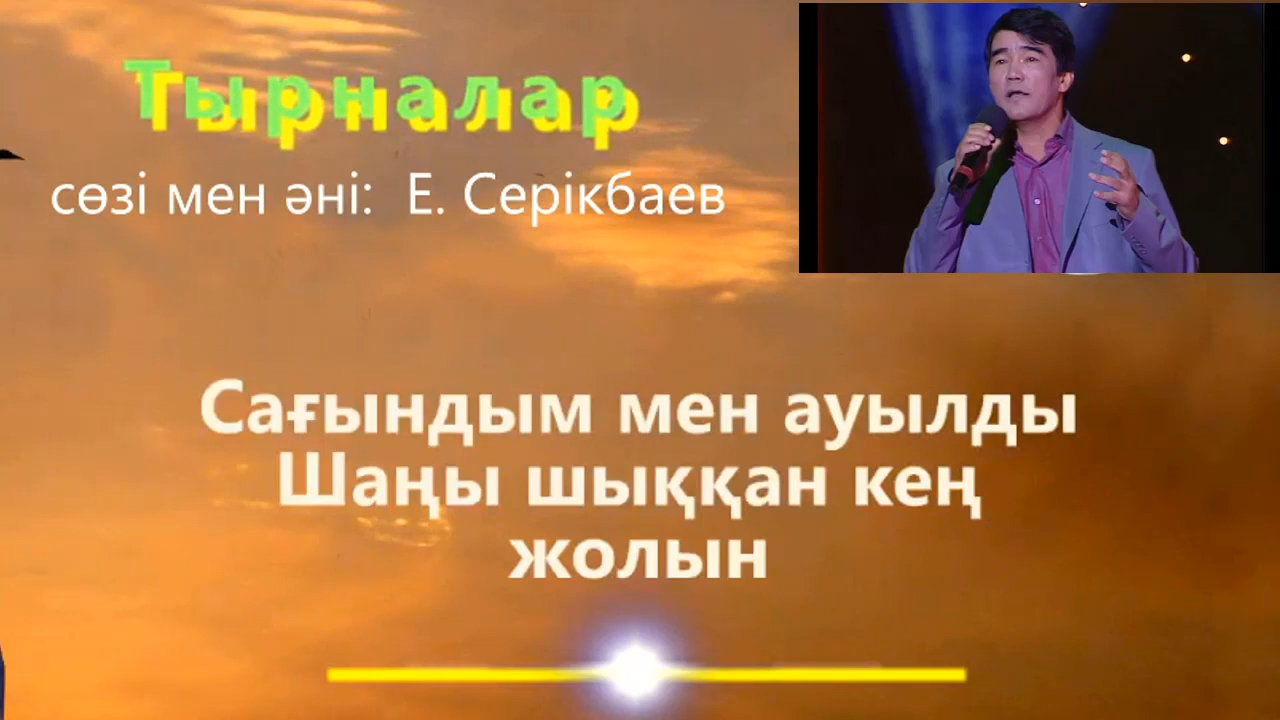 Тырналар
сөзі мен әні: Е. Серікбаев
Сағындым мен ауылды
Шаңы шыққан кең
жолын